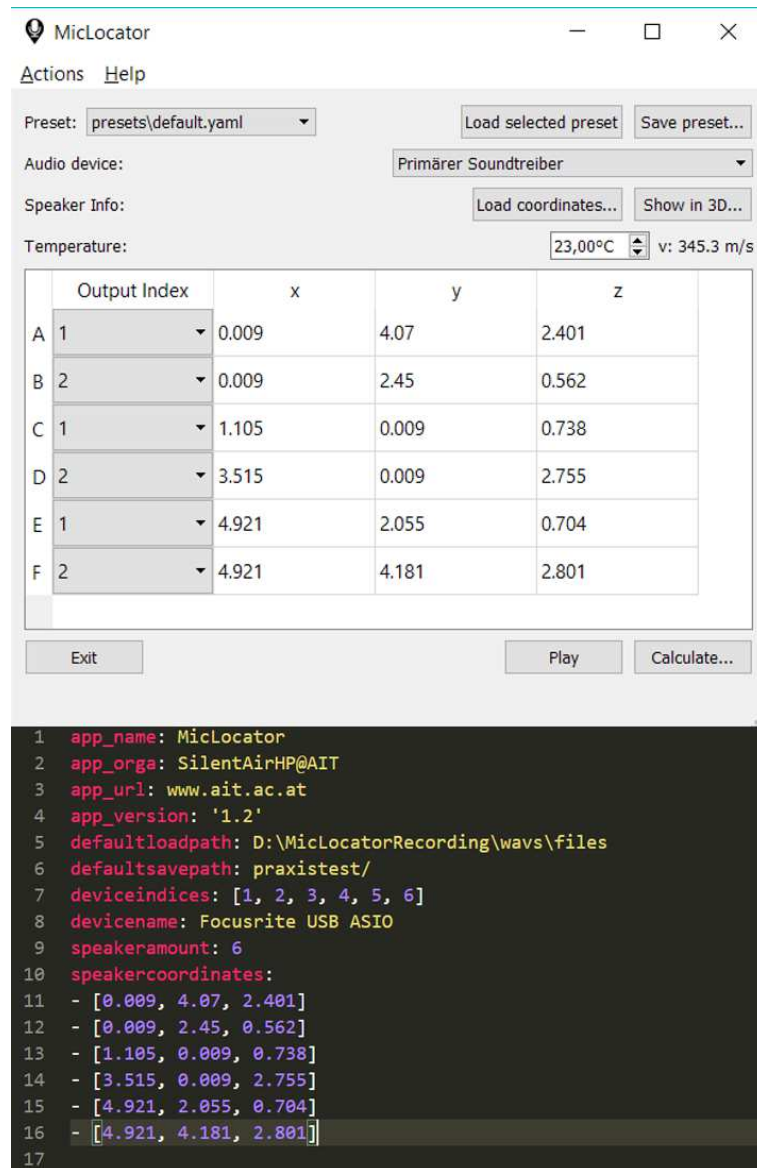 MicLocator
Actions Help
Preset: presets\default.yaml Load selected preset Save preset...
Audio device: Primärer Soundtreiber
Speaker Info: Load coordinates... Show in 3D...
Temperature: 23,00°C v: 345.3 m/s
Output Index x y z
A 1 0.009 4.07 2.401
B 2 0.009 2.45 0.562
C 1 1.105 0.009 0.738
D 2 3.515 0.009 2.755
E 1 4.921 2.055 0.704
F 2 4.921 4.181 2.801
Exit Play Calculate...
1 app_name: MicLocator
2 app_orga: SilentAirHP@AIT
3 app_url: www.ait.ac.at
4 app_version: '1.2'
5 defaultloadpath: D:\MicLocatorRecording\wavs\files
6 defaultsavepath: praxistest/
7 deviceindices: [1, 2, 3, 4, 5, 6]
8 devicename: Focusrite USB ASIO
9 speakeramount: 6
10 speakercoordinates:
11 - [0.009, 4.07, 2.401]
12 - [0.009, 2.45, 0.562]
13 - [1.105, 0.009, 0.738]
14 - [3.515, 0.009, 2.755]
15 - [4.921, 2.055, 0.704]
16 - [4.921, 4.181, 2.801]
17